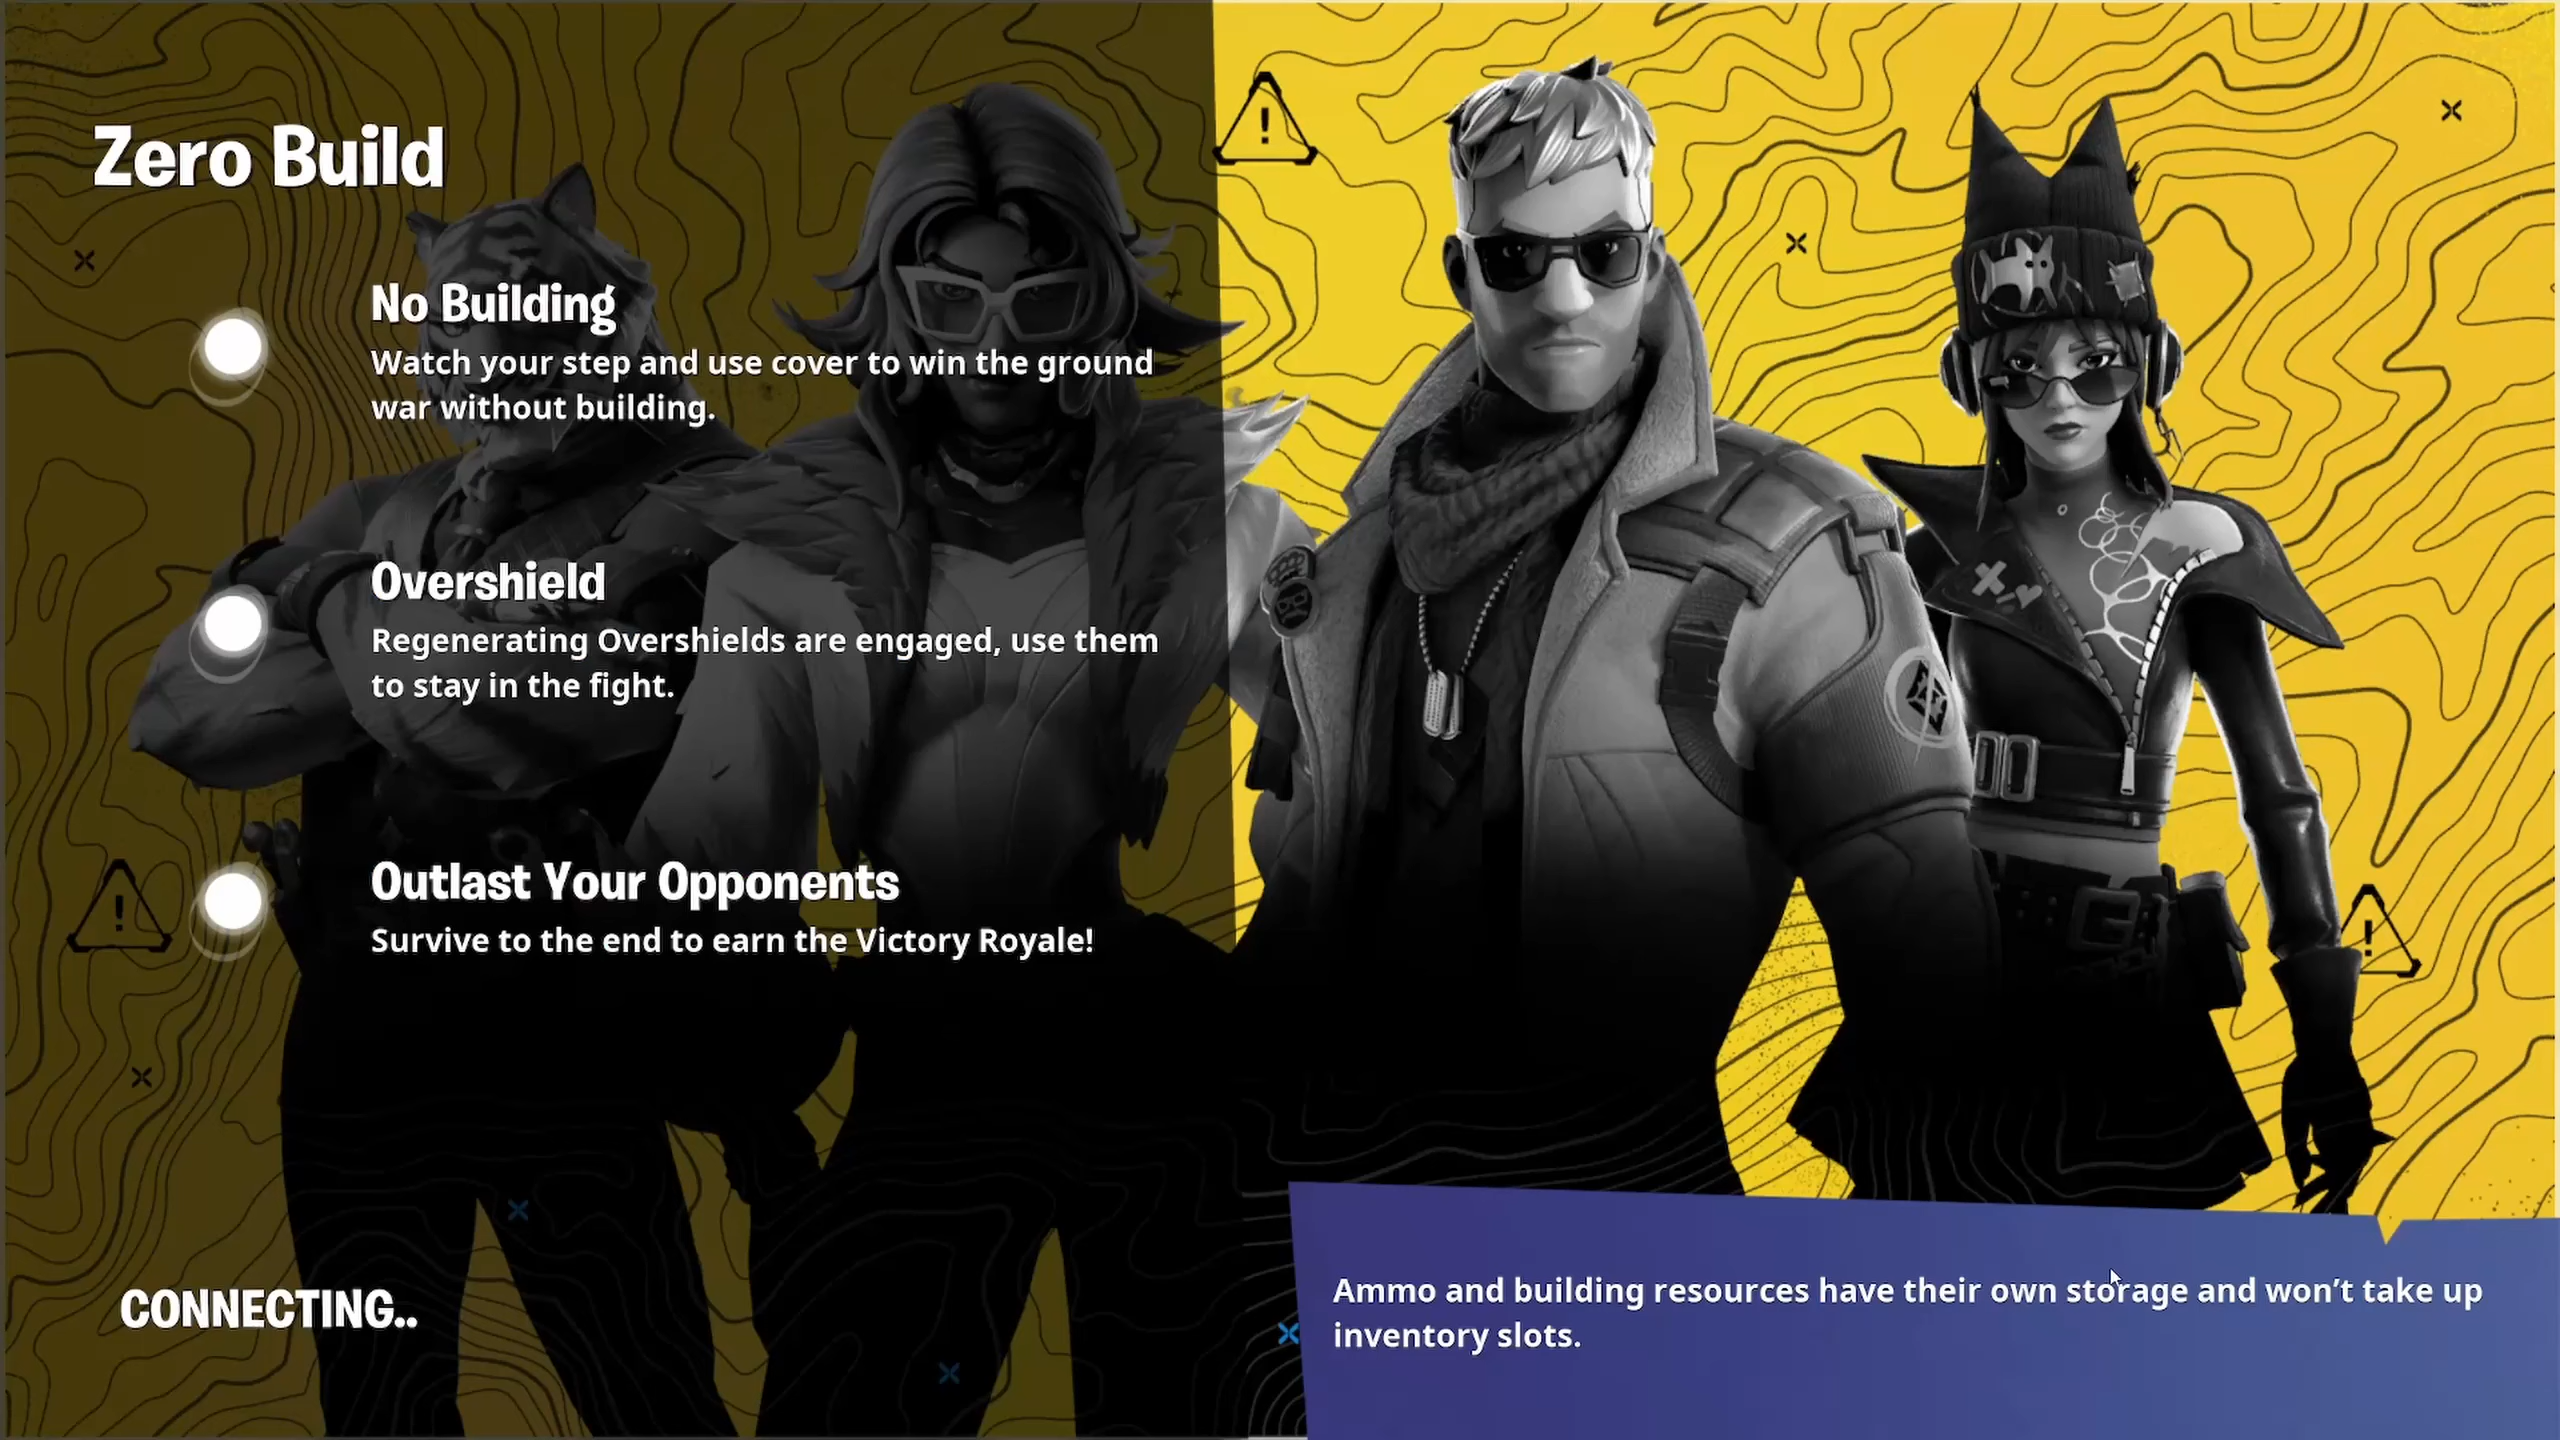 Zero Build
No Building
Watch your step and use cover to win the ground
war without building.
Overshield
Regenerating Overshields are engaged, use them
to stay in the fight.
Outlast Your Opponents
Survive to the end to earn the Victory Royale!
CONNECTING..
Ammo and building resources have their own storage and won’t take up
inventory slots.